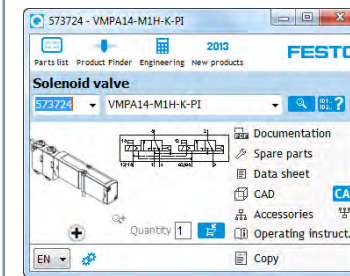 573724 - VMPA14-M1H-K-PI
2013
FESTO
Parts list Product Finder Engineering New products
Solenoid valve
573724 VMPA14-M1H-K-PI
Documentation
Spare parts
Data sheet
CAD CA
Accessories
Quantity 1
Operating instruct.
EN
Copy